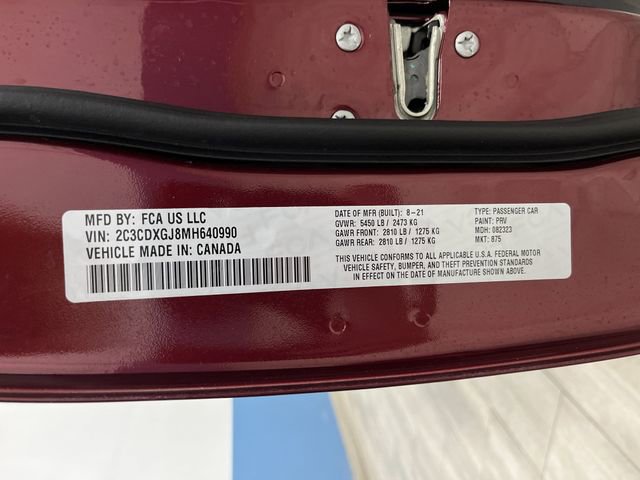 MFD BY: FCA US LLC
VIN: 2C3CDXGJ8MH640990
VEHICLE MADE IN: CANADA
DATE OF MFR (BUILT): 8-21
GVWR: 5450 LB / 2473 KG
GAWR FRONT: 2810 LB / 1275 KG
GAWR REAR: 2810 LB / 1275 KG
TYPE: PASSENGER CAR
PAINT: PRV
MDH: 082323
MKT: 875
THIS VEHICLE CONFORMS TO ALL APPLICABLE U.S.A. FEDERAL MOTOR
VEHICLE SAFETY, BUMPER, AND THEFT PREVENTION STANDARDS
IN EFFECT ON THE DATE OF MANUFACTURE SHOWN ABOVE.